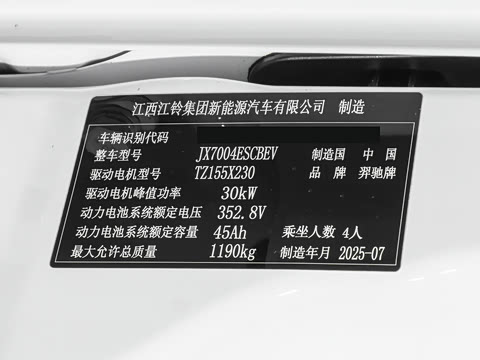 江西江铃集团新能源汽车有限公司 制造
车辆识别代码
整车型号 JX7004ESCBEV 制造国 中国
驱动电机型号 TZ155X230 品牌 羿驰牌
驱动电机峰值功率 30kW
动力电池系统额定电压 352.8V
动力电池系统额定容量 45Ah 乘坐人数 4人
最大允许总质量 1190kg 制造年月 2025-07